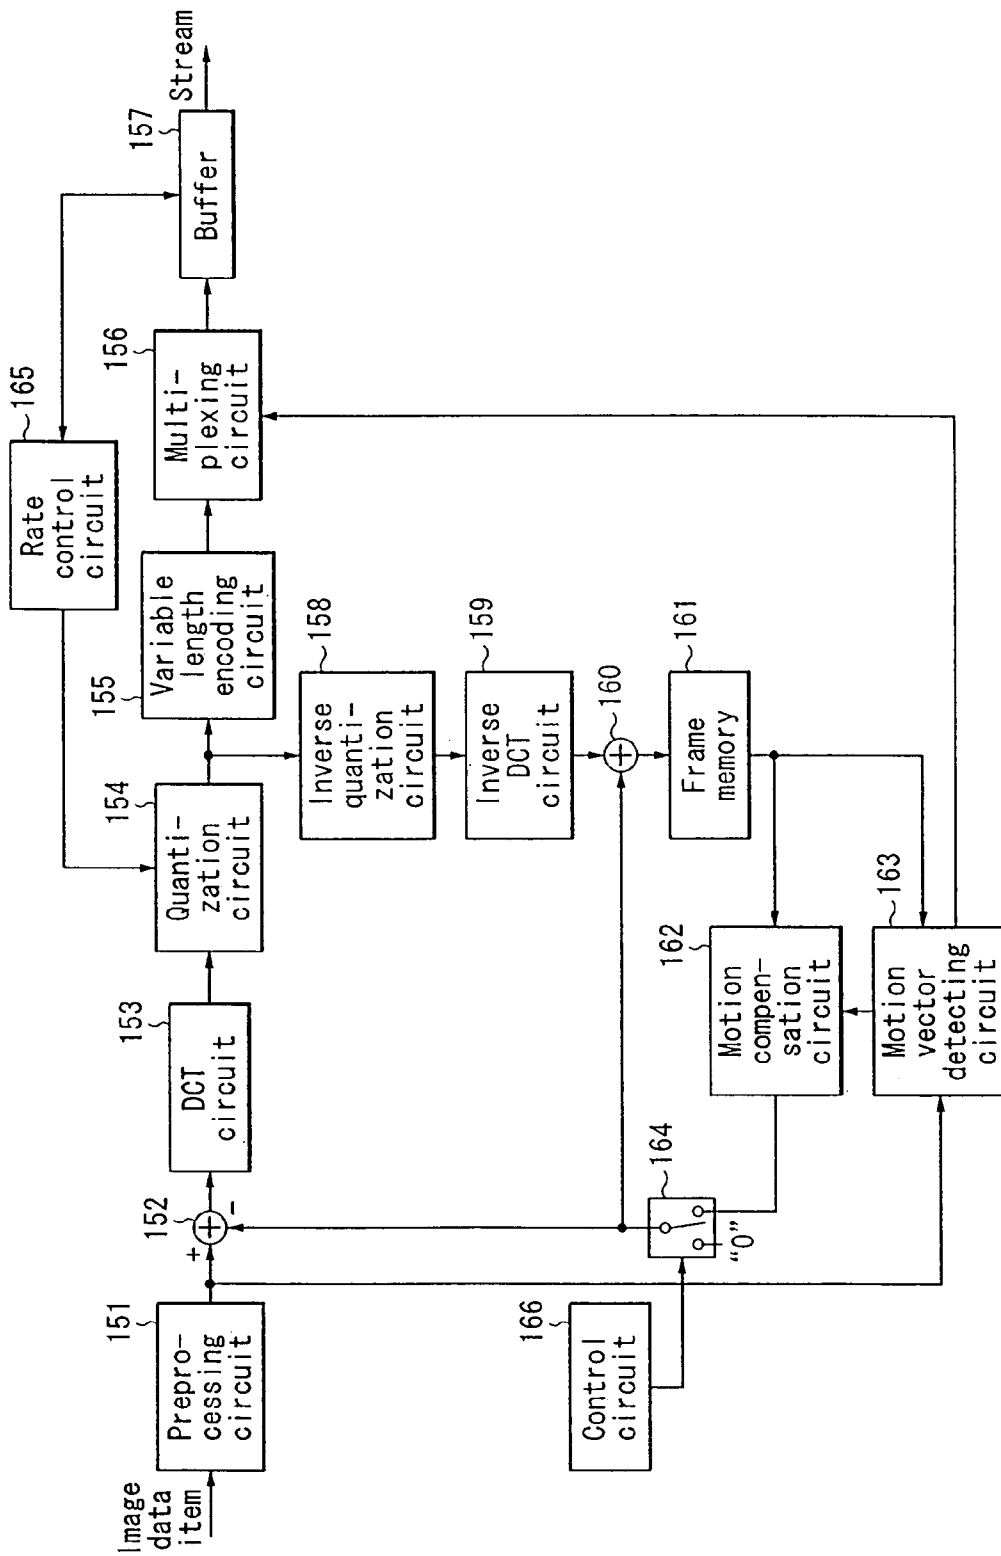 Image
data
item
151
Prepro-
cessing
circuit
+
152
-
153
DCT
circuit
154
Quanti-
zation
circuit
155
Variable
length
encoding
circuit
156
Multi-
plexing
circuit
157
Buffer
Stream
165
Rate
control
circuit
158
Inverse
quanti-
zation
circuit
159
Inverse
DCT
circuit
160
161
Frame
memory
162
Motion
compen-
sation
circuit
163
Motion
vector
detecting
circuit
164
“0”
166
Control
circuit